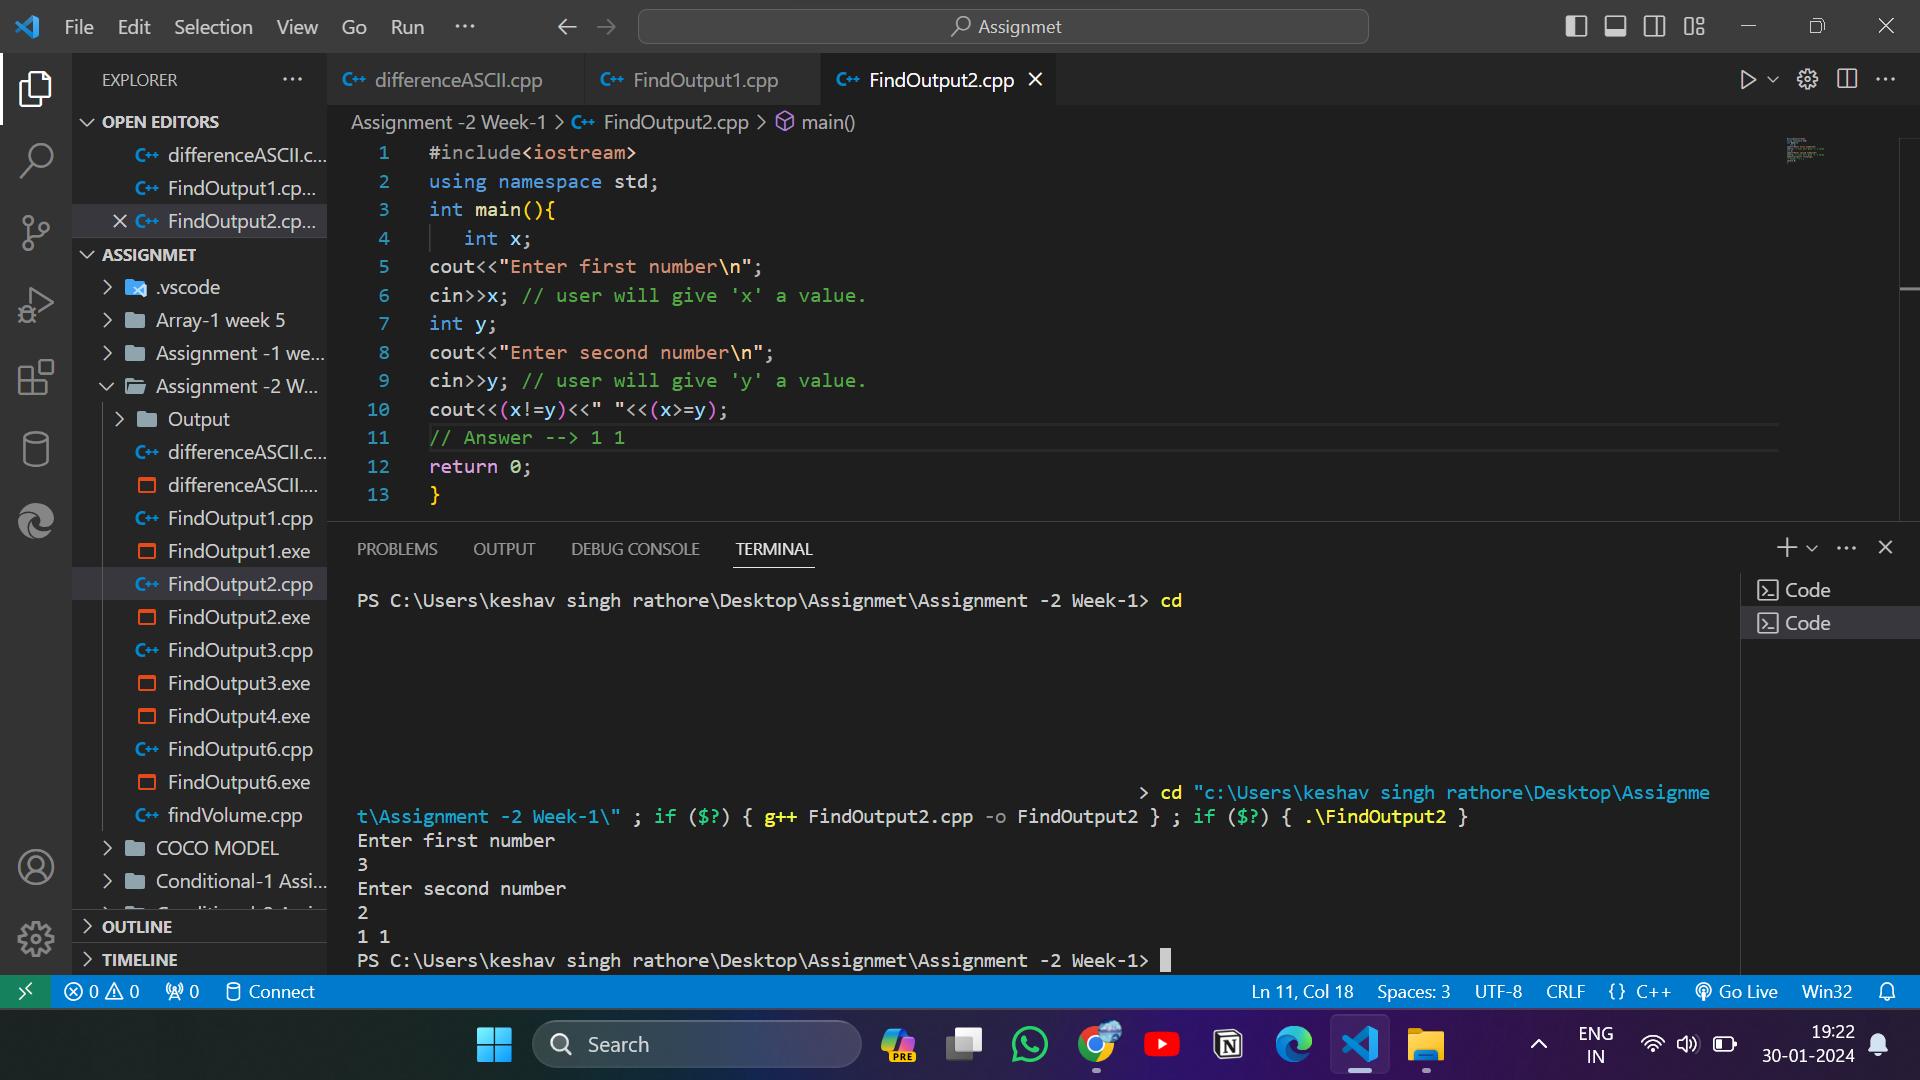 File Edit Selection View Go Run ···
Assignmet
EXPLORER
differenceASCII.cpp
FindOutput1.cpp
FindOutput2.cpp
OPEN EDITORS
differenceASCII.c...
FindOutput1.cp...
FindOutput2.cp...
ASSIGNMET
.vscode
Array-1 week 5
Assignment -1 we...
Assignment -2 W...
Output
differenceASCII.c...
differenceASCII....
FindOutput1.cpp
FindOutput1.exe
FindOutput2.cpp
FindOutput2.exe
FindOutput3.cpp
FindOutput3.exe
FindOutput4.exe
FindOutput6.cpp
FindOutput6.exe
findVolume.cpp
COCO MODEL
Conditional-1 Assi...
OUTLINE
TIMELINE
Assignment -2 Week-1 > FindOutput2.cpp > main()
1 #include<iostream>
2 using namespace std;
3 int main(){
4 int x;
5 cout<<"Enter first number\n";
6 cin>>x; // user will give 'x' a value.
7 int y;
8 cout<<"Enter second number\n";
9 cin>>y; // user will give 'y' a value.
10 cout<<(x!=y)<<" "<<(x>=y);
11 // Answer --> 1 1
12 return 0;
13 }
PROBLEMS OUTPUT DEBUG CONSOLE TERMINAL
Code
Code
PS C:\Users\keshav singh rathore\Desktop\Assignmet\Assignment -2 Week-1> cd
> cd "c:\Users\keshav singh rathore\Desktop\Assignme
t\Assignment -2 Week-1\" ; if ($?) { g++ FindOutput2.cpp -o FindOutput2 } ; if ($?) { .\FindOutput2 }
Enter first number
3
Enter second number
2
1 1
PS C:\Users\keshav singh rathore\Desktop\Assignmet\Assignment -2 Week-1>
0 0 0 Connect
Ln 11, Col 18 Spaces: 3 UTF-8 CRLF {} C++ Go Live Win32
Search
PRE
ENG
IN
19:22
30-01-2024